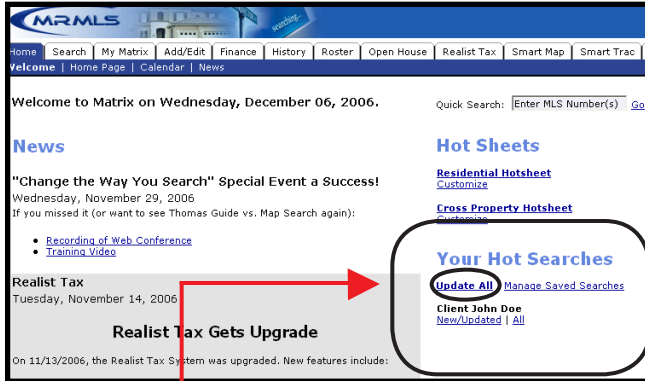 MRMLS
searching...
Home | Search | My Matrix | Add/Edit | Finance | History | Roster | Open House | Realist Tax | Smart Map | Smart Trac
Welcome | Home Page | Calendar | News
Welcome to Matrix on Wednesday, December 06, 2006.
Quick Search: Enter MLS Number(s) Go
News
"Change the Way You Search" Special Event a Success!
Wednesday, November 29, 2006
If you missed it (or want to see Thomas Guide vs. Map Search again):
• Recording of Web Conference
• Training Video
Realist Tax
Tuesday, November 14, 2006
Realist Tax Gets Upgrade
On 11/13/2006, the Realist Tax System was upgraded. New features include:
Hot Sheets
Residential Hotsheet
Customize
Cross Property Hotsheet
Customize
Your Hot Searches
Update All Manage Saved Searches
Client John Doe
New/Updated | All